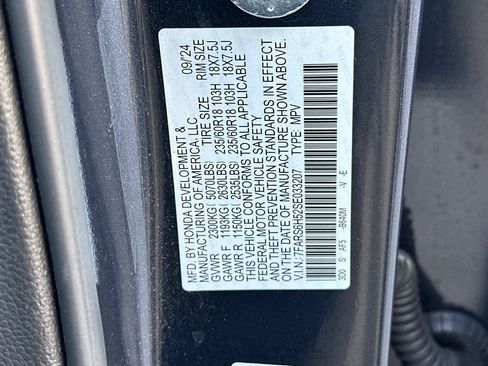 MFD. BY HONDA DEVELOPMENT & 09/24
MANUFACTURING OF AMERICA, LLC.
TIRE SIZE RIM SIZE
GVWR 2300KG( 5070LBS) 235/60R18 103H 18X7.5J
GAWR F 1195KG( 2630LBS) 235/60R18 103H 18X7.5J
GAWR R 1150KG( 2535LBS)
THIS VEHICLE CONFORMS TO ALL APPLICABLE
FEDERAL MOTOR VEHICLE SAFETY
AND THEFT PREVENTION STANDARDS IN EFFECT
ON THE DATE OF MANUFACTURE SHOWN ABOVE.
V.I.N.: 7FARS6H52SE033207 TYPE: MPV
300 S AF5 -B640M -V -E